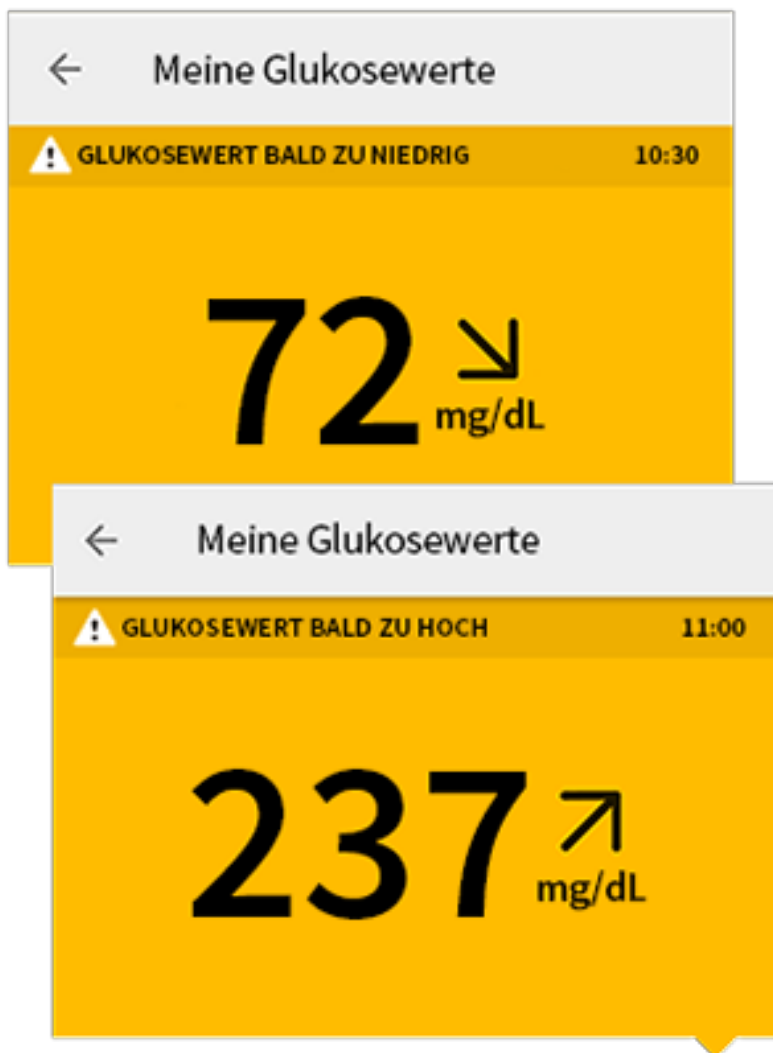 Meine Glukosewerte
GLUKOSEWERT BALD ZU NIEDRIG 10:30
72
mg/dL
Meine Glukosewerte
GLUKOSEWERT BALD ZU HOCH 11:00
237
mg/dL